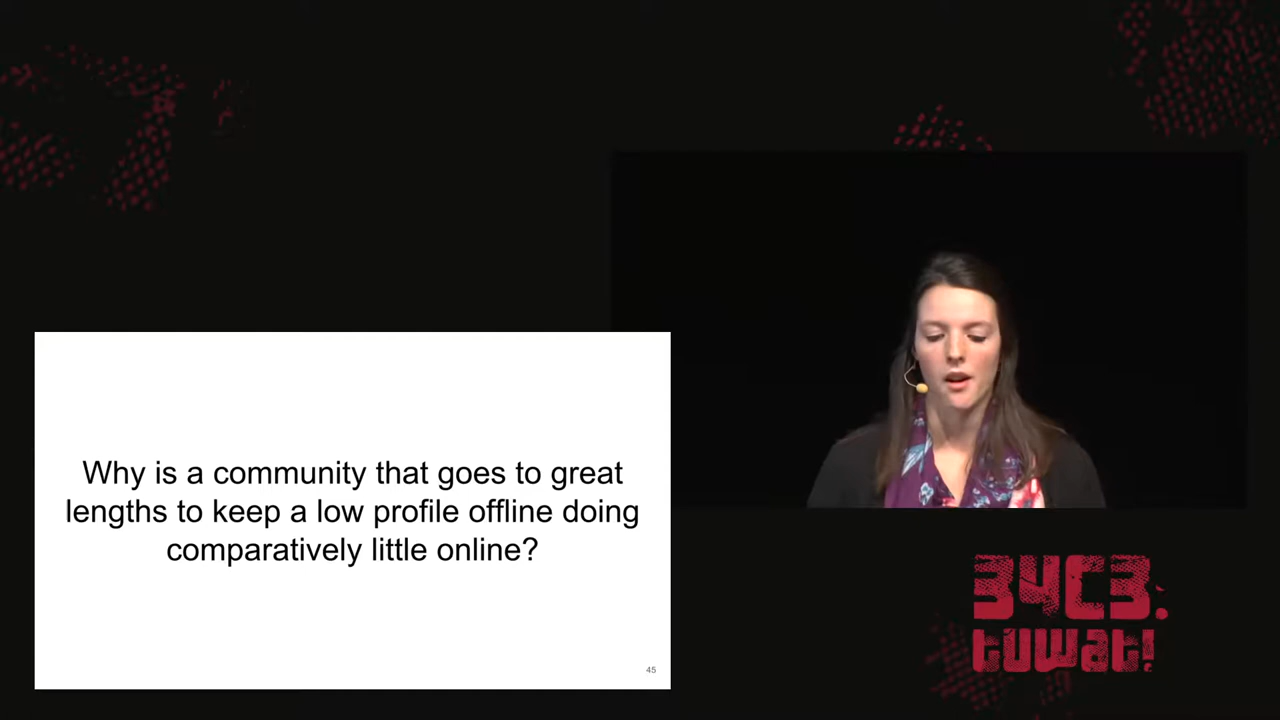 Why is a community that goes to great
lengths to keep a low profile offline doing
comparatively little online?
45
34C3.
tuwat!